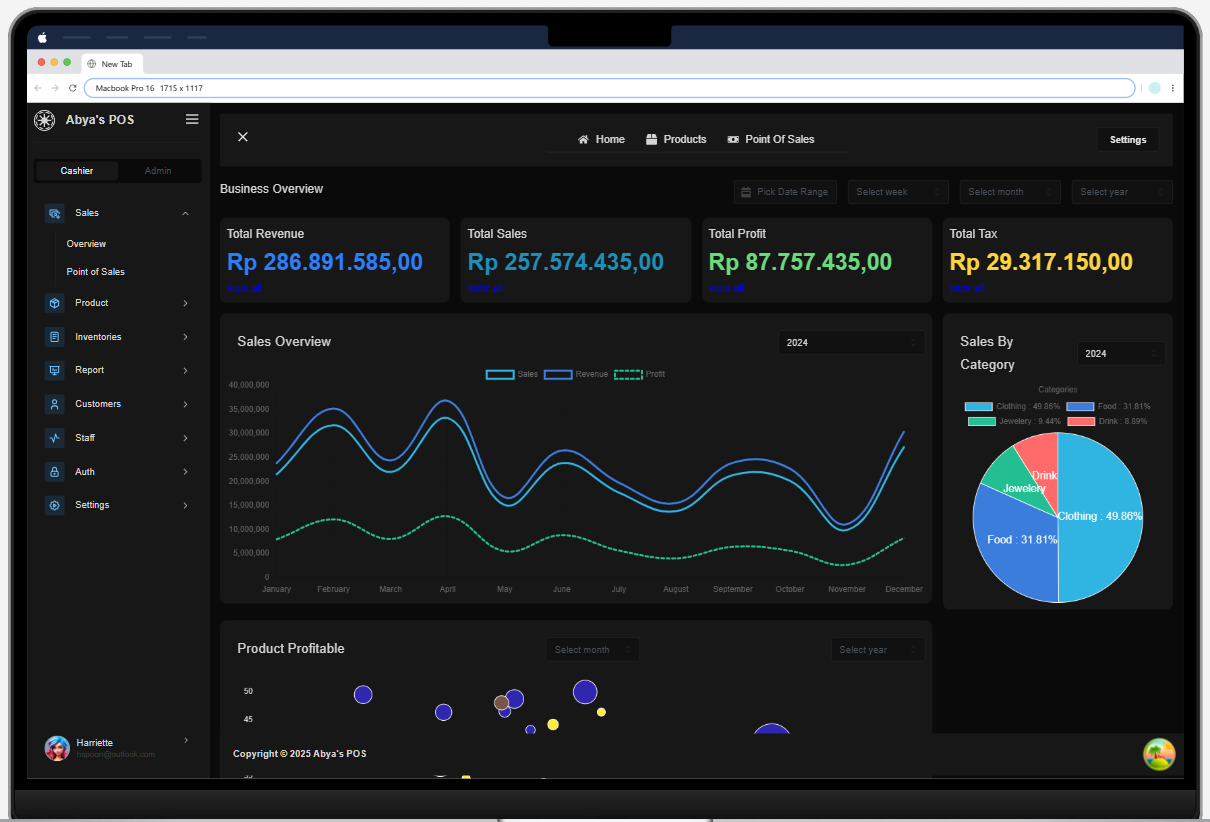 New Tab
Macbook Pro 16 1715 x 1117
Abya's POS
Cashier
Admin
Sales
Overview
Point of Sales
Product
Inventories
Report
Customers
Staff
Auth
Settings
Harriette
hspoon@outlook.com
Home
Products
Point Of Sales
Settings
Business Overview
Pick Date Range
Select week
Select month
Select year
Total Revenue
Rp 286.891.585,00
view all
Total Sales
Rp 257.574.435,00
view all
Total Profit
Rp 87.757.435,00
view all
Total Tax
Rp 29.317.150,00
view all
Sales Overview
2024
Sales Revenue Profit
40,000,000
35,000,000
30,000,000
25,000,000
20,000,000
15,000,000
10,000,000
5,000,000
0
January February March April May June July August September October November December
Sales By
Category
2024
Categories
Clothing : 49.86% Food : 31.81%
Jewelery : 9.44% Drink : 8.89%
Drink
Jewelery
Clothing : 49.86%
Food : 31.81%
Product Profitable
Select month
Select year
50
45
Copyright © 2025 Abya's POS